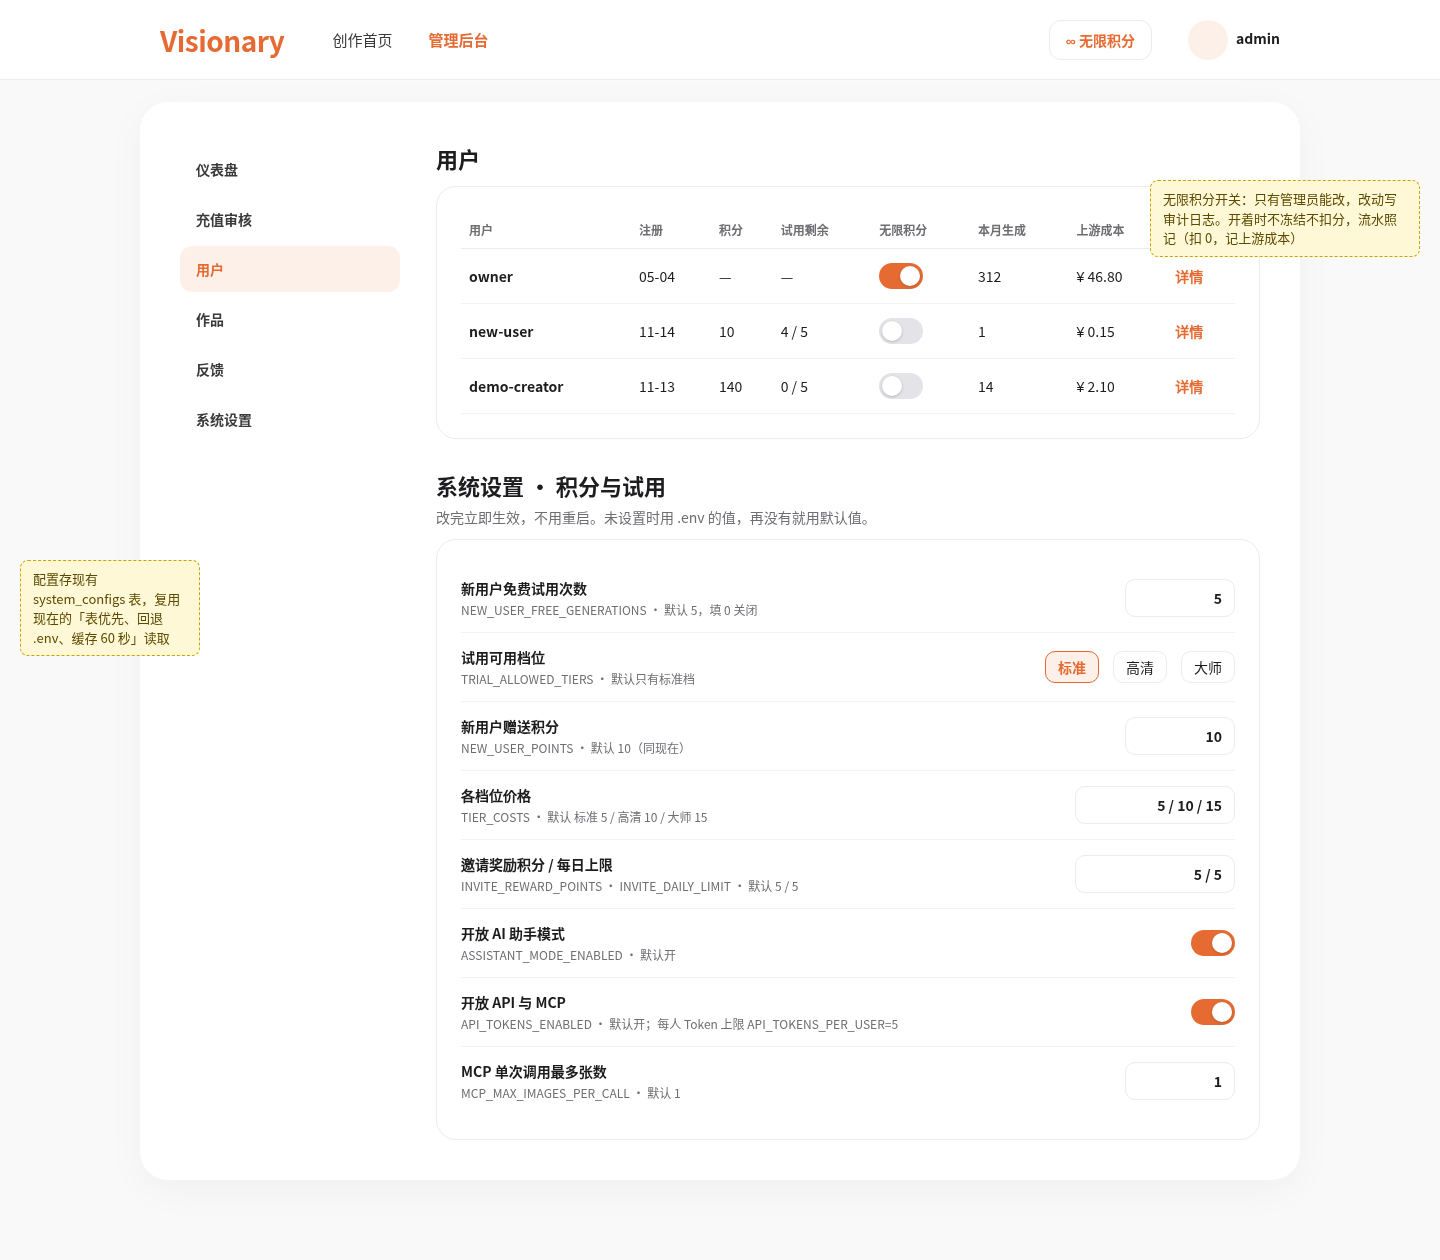 Visionary
创作首页
管理后台
∞ 无限积分
admin
仪表盘
充值审核
用户
作品
反馈
系统设置
用户
无限积分开关：只有管理员能改，改动写
审计日志。开着时不冻结不扣分，流水照
记（扣 0，记上游成本）
用户 注册 积分 试用剩余 无限积分 本月生成 上游成本
owner 05-04 — — 312 ¥ 46.80 详情
new-user 11-14 10 4 / 5 1 ¥ 0.15 详情
demo-creator 11-13 140 0 / 5 14 ¥ 2.10 详情
系统设置 · 积分与试用
改完立即生效，不用重启。未设置时用 .env 的值，再没有就用默认值。
配置存现有
system_configs 表，复用
现在的「表优先、回退
.env、缓存 60 秒」读取
新用户免费试用次数
NEW_USER_FREE_GENERATIONS · 默认 5，填 0 关闭
5
试用可用档位
TRIAL_ALLOWED_TIERS · 默认只有标准档
标准 高清 大师
新用户赠送积分
NEW_USER_POINTS · 默认 10（同现在）
10
各档位价格
TIER_COSTS · 默认 标准 5 / 高清 10 / 大师 15
5 / 10 / 15
邀请奖励积分 / 每日上限
INVITE_REWARD_POINTS · INVITE_DAILY_LIMIT · 默认 5 / 5
5 / 5
开放 AI 助手模式
ASSISTANT_MODE_ENABLED · 默认开
开放 API 与 MCP
API_TOKENS_ENABLED · 默认开；每人 Token 上限 API_TOKENS_PER_USER=5
MCP 单次调用最多张数
MCP_MAX_IMAGES_PER_CALL · 默认 1
1